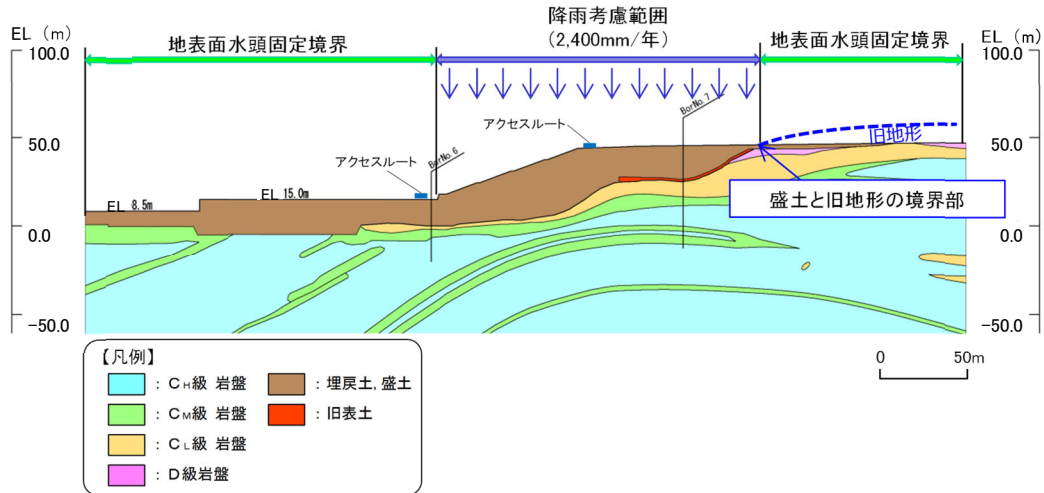 EL（m）
100.0
50.0
0.0
-50.0
地表面水頭固定境界
降雨考慮範囲
（2,400mm/年）
地表面水頭固定境界
EL（m）
100.0
50.0
0.0
-50.0
アクセスルート
BorNo.6
アクセスルート
BorNo.7
旧地形
盛土と旧地形の境界部
EL 8.5m
EL 15.0m
0 50m
【凡例】
：CH級 岩盤
：CM級 岩盤
：CL級 岩盤
：D級岩盤
：埋戻土，盛土
：旧表土